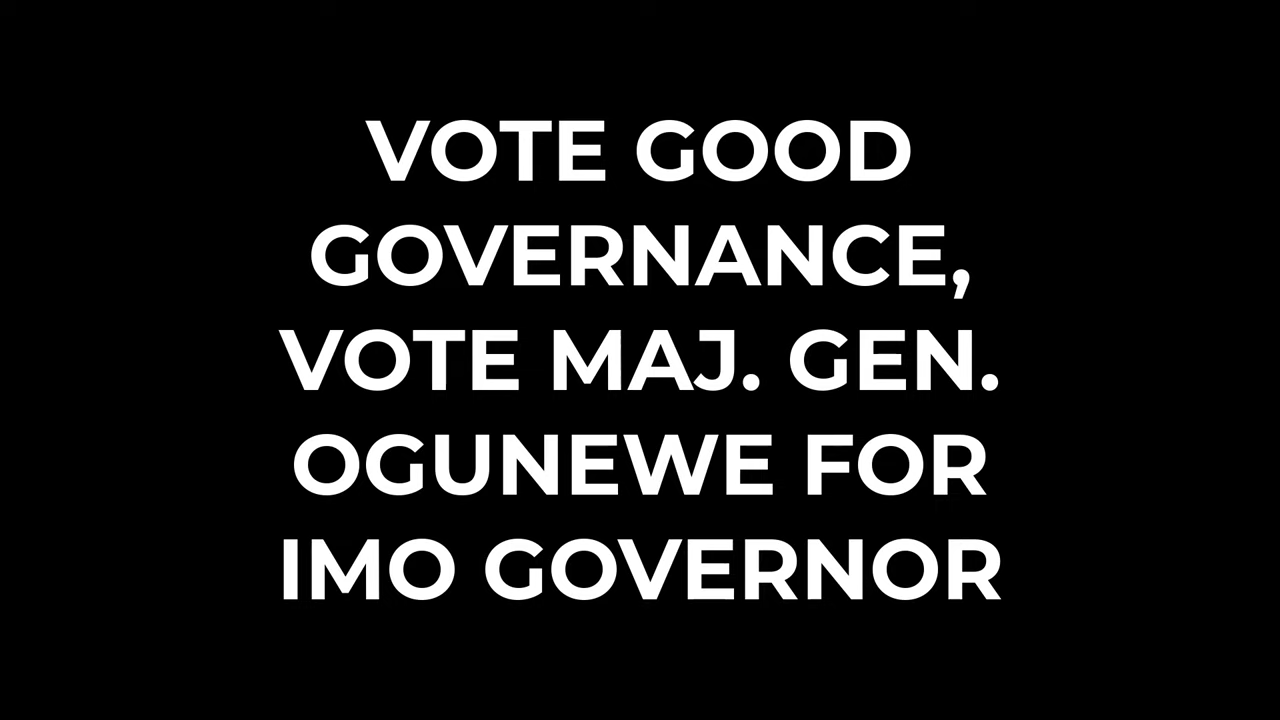 VOTE GOOD
GOVERNANCE,
VOTE MAJ. GEN.
OGUNEWE FOR
IMO GOVERNOR